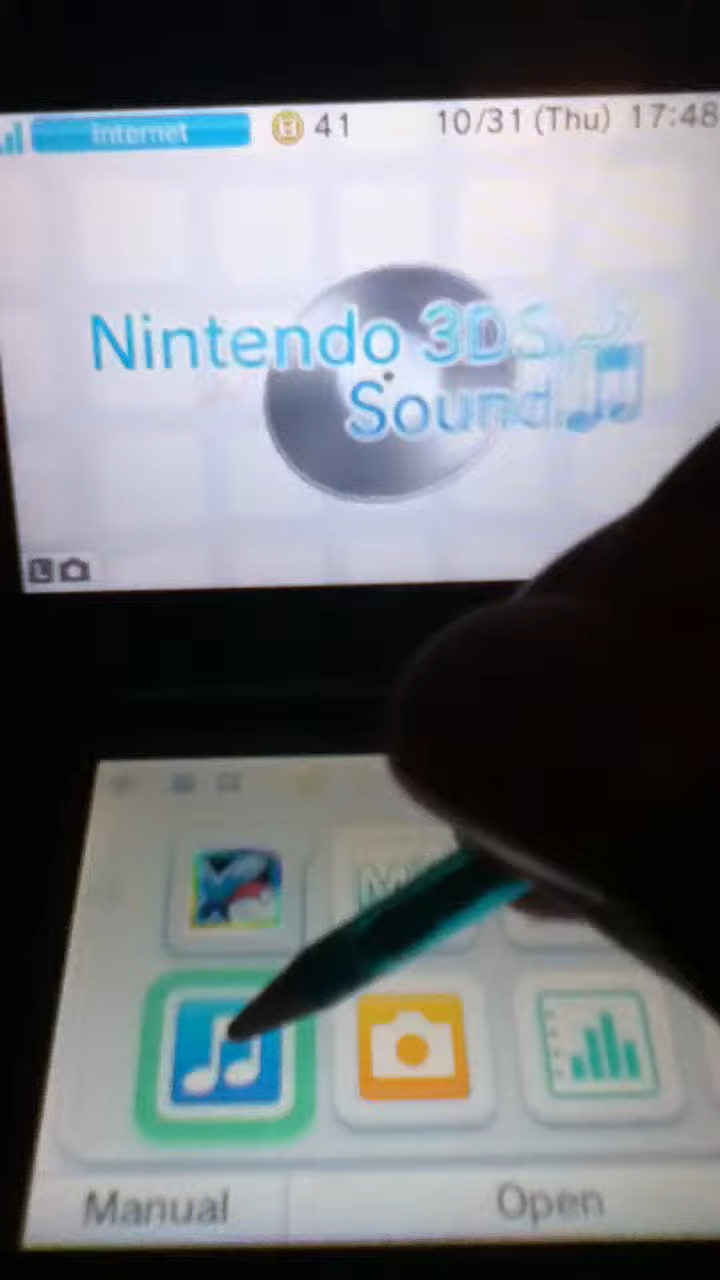 Internet 41 10/31 (Thu) 17:48
Nintendo 3DS
Sound
L
Manual Open